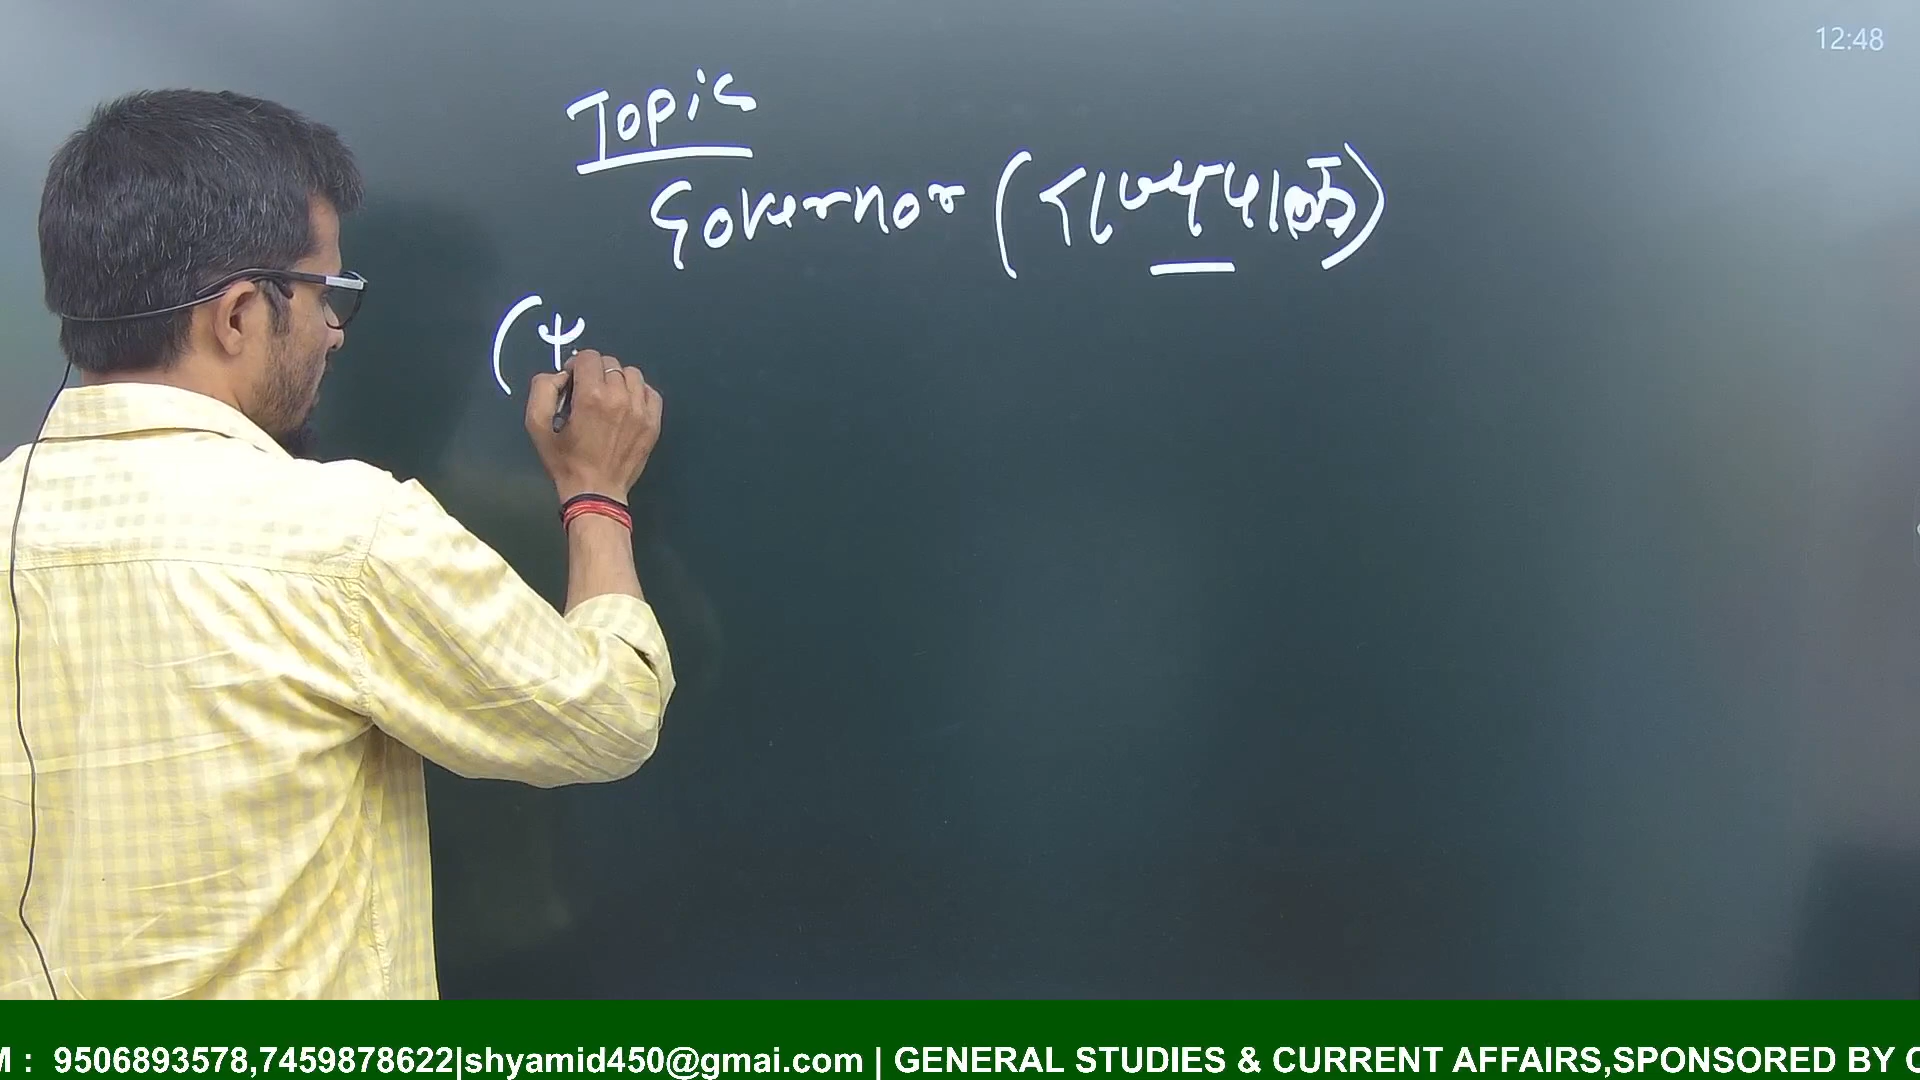 12:48
Topic
Governor (राज्यपाल)
(
M : 9506893578,7459878622|shyamid450@gmai.com | GENERAL STUDIES & CURRENT AFFAIRS,SPONSORED BY